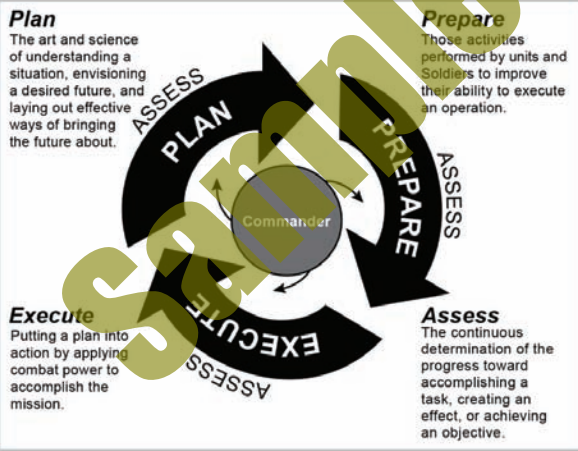 Plan
The art and science
of understanding a
situation, envisioning
a desired future, and
laying out effective
ways of bringing
the future about.
Prepare
Those activities
performed by units and
Soldiers to improve
their ability to execute
an operation.
ASSESS
PLAN
PREPARE
ASSESS
Commander
EXECUTE
ASSESS
Execute
Putting a plan into
action by applying
combat power to
accomplish the
mission.
Assess
The continuous
determination of the
progress toward
accomplishing a
task, creating an
effect, or achieving
an objective.
Sample